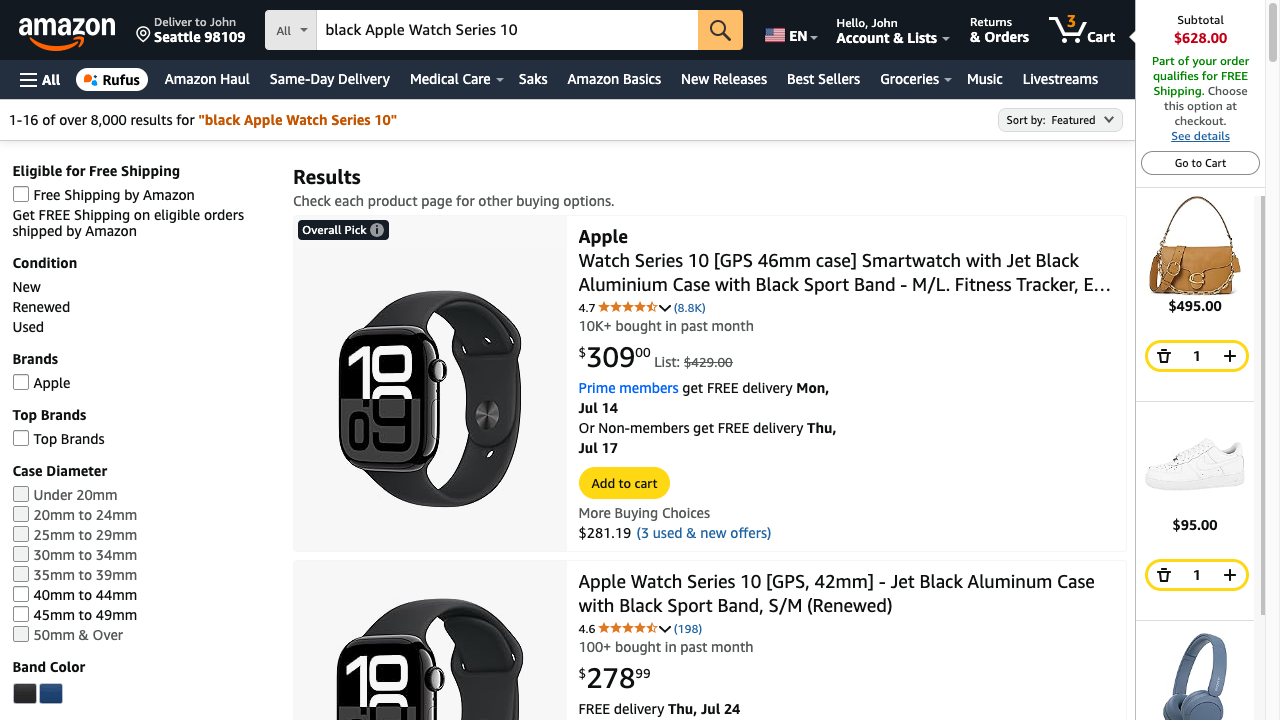 amazon
Deliver to John
Seattle 98109
All
black Apple Watch Series 10
EN
Hello, John
Account & Lists
Returns
& Orders
3
Cart
All
Rufus
Amazon Haul
Same-Day Delivery
Medical Care
Saks
Amazon Basics
New Releases
Best Sellers
Groceries
Music
Livestreams
1-16 of over 8,000 results for "black Apple Watch Series 10"
Sort by: Featured
Eligible for Free Shipping
Free Shipping by Amazon
Get FREE Shipping on eligible orders
shipped by Amazon
Condition
New
Renewed
Used
Brands
Apple
Top Brands
Top Brands
Case Diameter
Under 20mm
20mm to 24mm
25mm to 29mm
30mm to 34mm
35mm to 39mm
40mm to 44mm
45mm to 49mm
50mm & Over
Band Color
Results
Check each product page for other buying options.
Overall Pick
10
09
Apple
Watch Series 10 [GPS 46mm case] Smartwatch with Jet Black
Aluminium Case with Black Sport Band - M/L. Fitness Tracker, E…
4.7 (8.8K)
10K+ bought in past month
$309.00 List: $429.00
Prime members get FREE delivery Mon,
Jul 14
Or Non-members get FREE delivery Thu,
Jul 17
Add to cart
More Buying Choices
$281.19 (3 used & new offers)
10
Apple Watch Series 10 [GPS, 42mm] - Jet Black Aluminum Case
with Black Sport Band, S/M (Renewed)
4.6 (198)
100+ bought in past month
$278.99
FREE delivery Thu, Jul 24
Subtotal
$628.00
Part of your order
qualifies for FREE
Shipping. Choose
this option at
checkout.
See details
Go to Cart
$495.00
1
$95.00
1